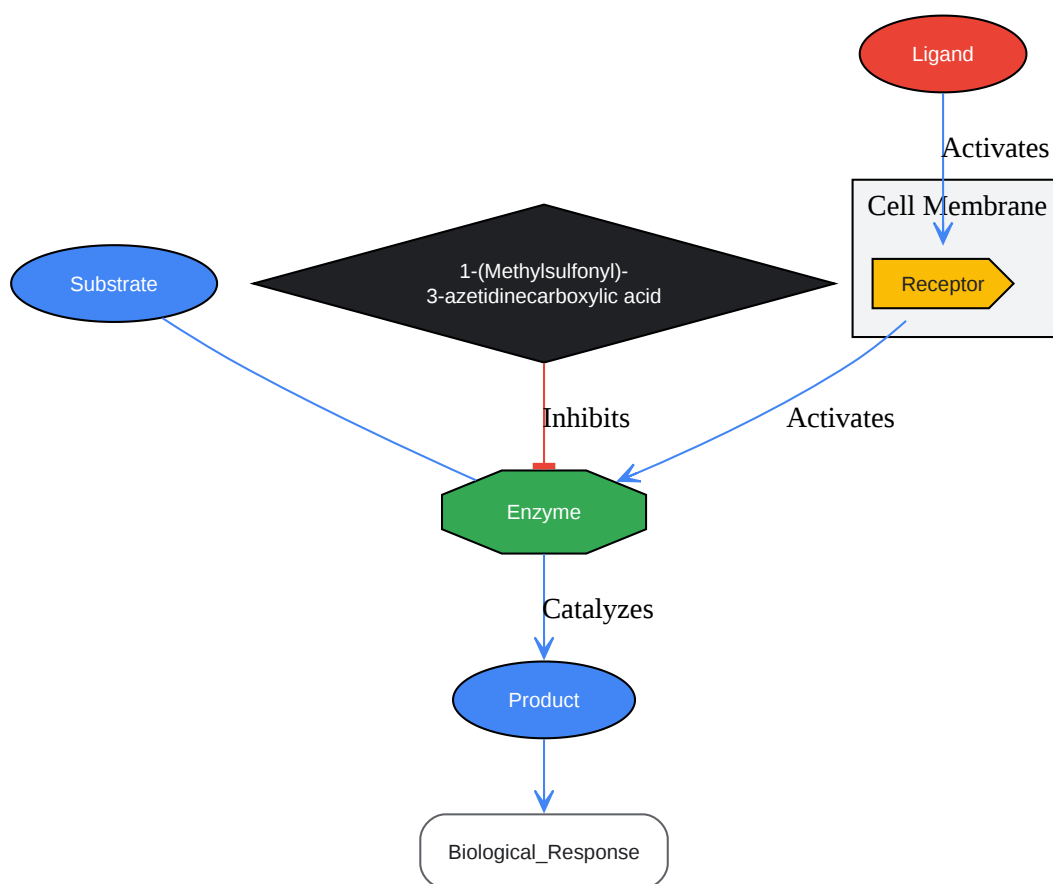 Ligand
Activates
Cell Membrane
Substrate
1-(Methylsulfonyl)-
3-azetidinecarboxylic acid
Receptor
Inhibits
Activates
Enzyme
Catalyzes
Product
Biological_Response